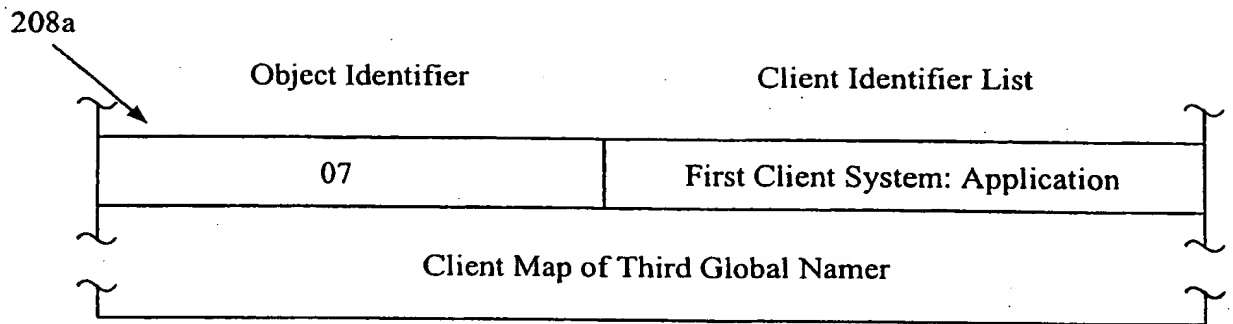 208a
Object Identifier
Client Identifier List
07
First Client System: Application
Client Map of Third Global Namer